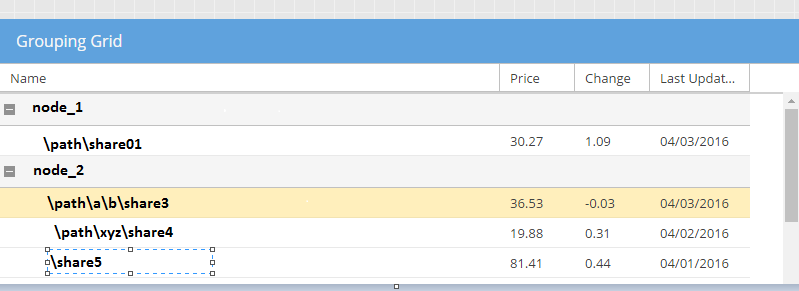 Grouping Grid
Name Price Change Last Updat...
node_1
\path\share01 30.27 1.09 04/03/2016
node_2
\path\a\b\share3 36.53 -0.03 04/03/2016
\path\xyz\share4 19.88 0.31 04/02/2016
\share5 81.41 0.44 04/01/2016